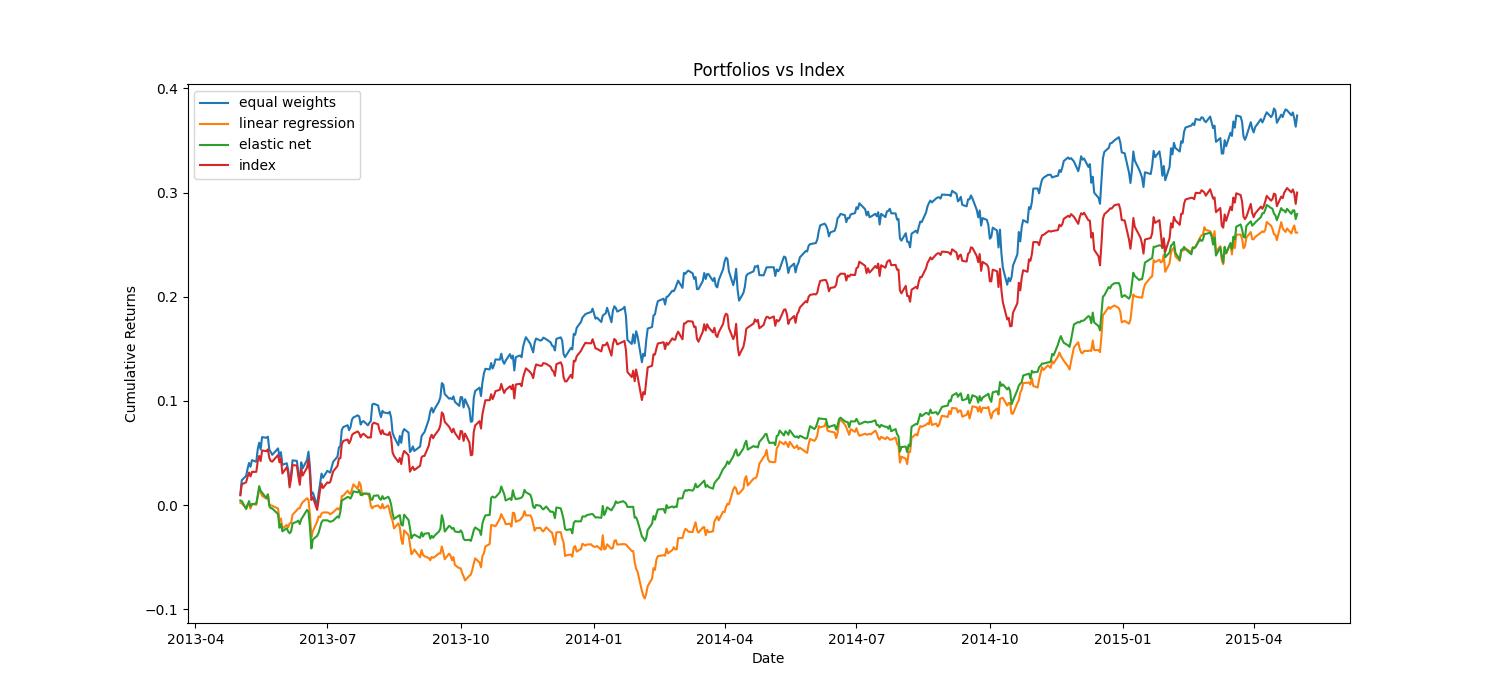 Portfolios vs Index
equal weights
linear regression
elastic net
index
Cumulative Returns
0.4
0.3
0.2
0.1
0.0
−0.1
2013-04 2013-07 2013-10 2014-01 2014-04 2014-07 2014-10 2015-01 2015-04
Date